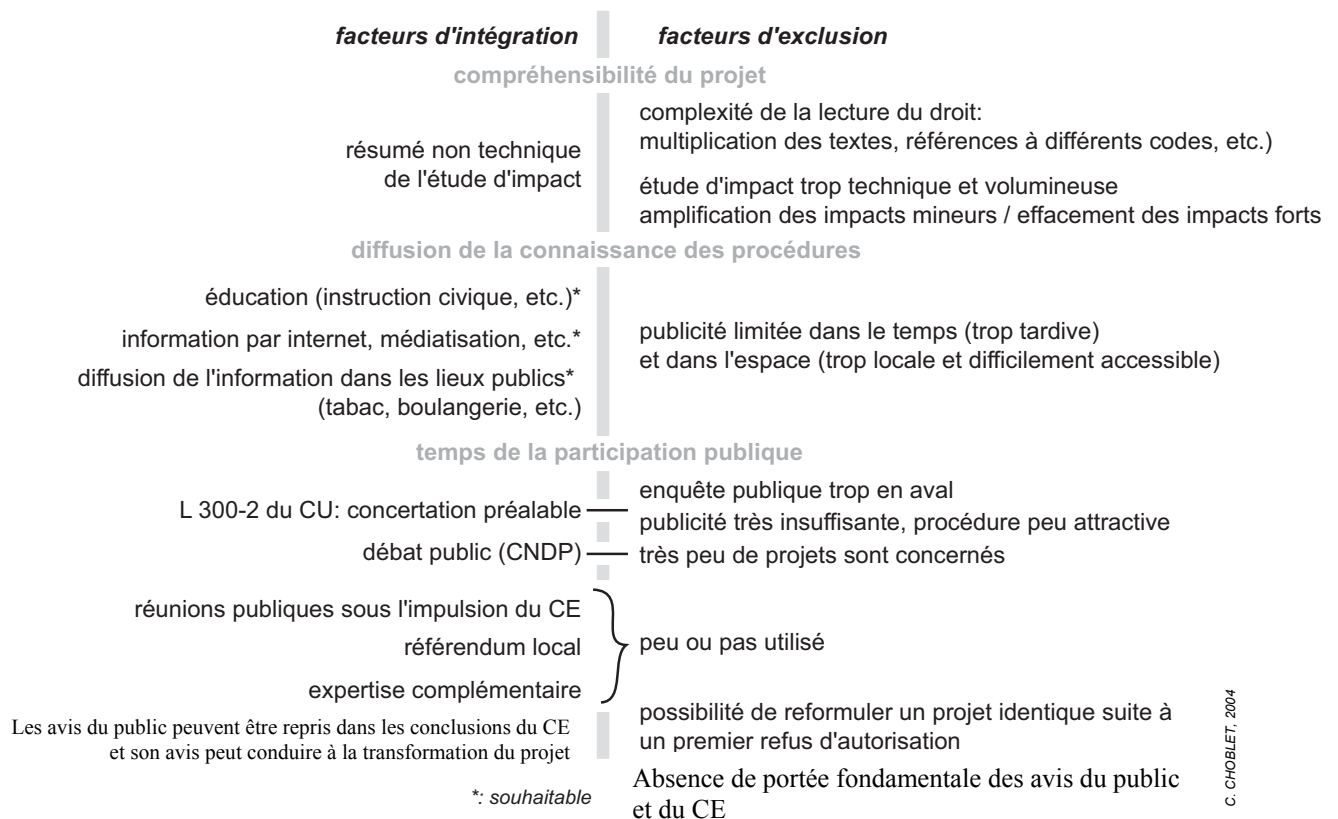 facteurs d'intégration
facteurs d'exclusion
compréhensibilité du projet
résumé non technique
de l'étude d'impact
complexité de la lecture du droit:
multiplication des textes, références à différents codes, etc.)
étude d'impact trop technique et volumineuse
amplification des impacts mineurs / effacement des impacts forts
diffusion de la connaissance des procédures
éducation (instruction civique, etc.)*
information par internet, médiatisation, etc.*
diffusion de l'information dans les lieux publics*
(tabac, boulangerie, etc.)
publicité limitée dans le temps (trop tardive)
et dans l'espace (trop locale et difficilement accessible)
temps de la participation publique
enquête publique trop en aval
L 300-2 du CU: concertation préalable
publicité très insuffisante, procédure peu attractive
débat public (CNDP)
très peu de projets sont concernés
réunions publiques sous l'impulsion du CE
référendum local
expertise complémentaire
peu ou pas utilisé
Les avis du public peuvent être repris dans les conclusions du CE
et son avis peut conduire à la transformation du projet
possibilité de reformuler un projet identique suite à
un premier refus d'autorisation
Absence de portée fondamentale des avis du public
et du CE
*: souhaitable
C. CHOBLET, 2004